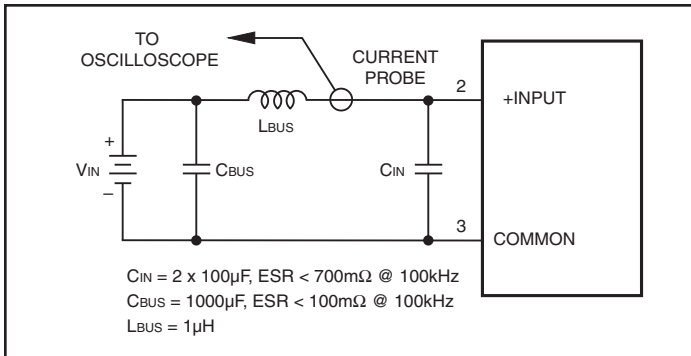 TO
OSCILLOSCOPE
CURRENT
PROBE
2
+INPUT
LBUS
+
VIN
–
CBUS
CIN
3
COMMON
CIN = 2 x 100µF, ESR < 700mΩ @ 100kHz
CBUS = 1000µF, ESR < 100mΩ @ 100kHz
LBUS = 1µH